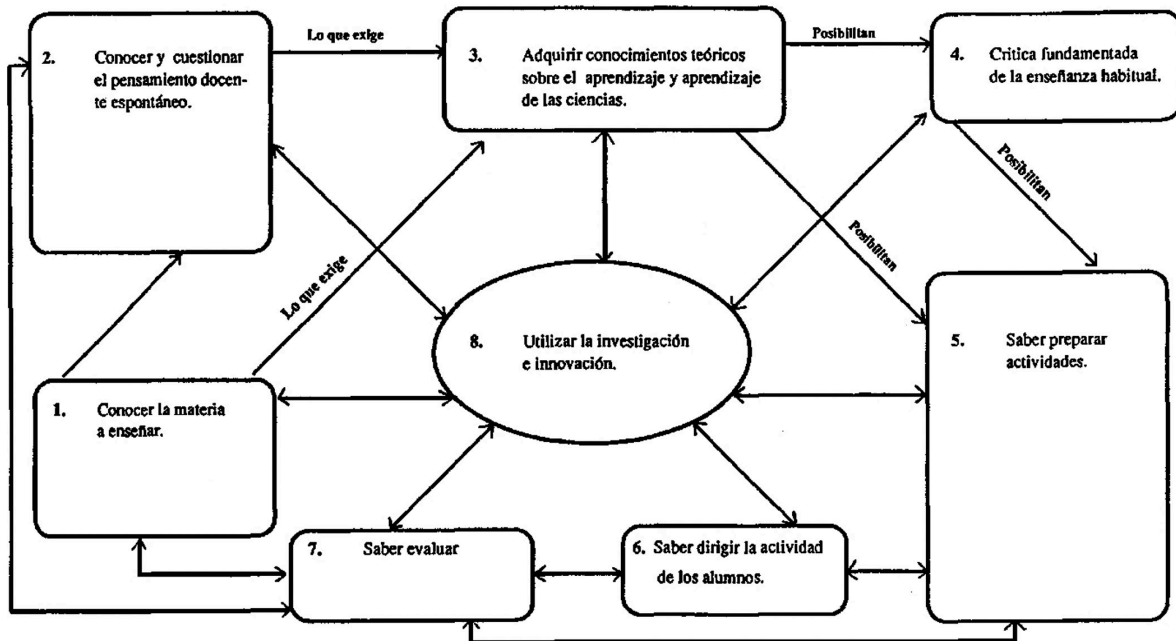 2. Conocer y cuestionar
el pensamiento docen-
te espontáneo.
Lo que exige
3. Adquirir conocimientos teóricos
sobre el aprendizaje y aprendizaje
de las ciencias.
Posibilitan
4. Critica fundamentada
de la enseñanza habitual.
Posibilitan
Lo que exige
Posibilitan
8. Utilizar la investigación
e innovación.
5. Saber preparar
actividades.
1. Conocer la materia
a enseñar.
7. Saber evaluar
6. Saber dirigir la actividad
de los alumnos.